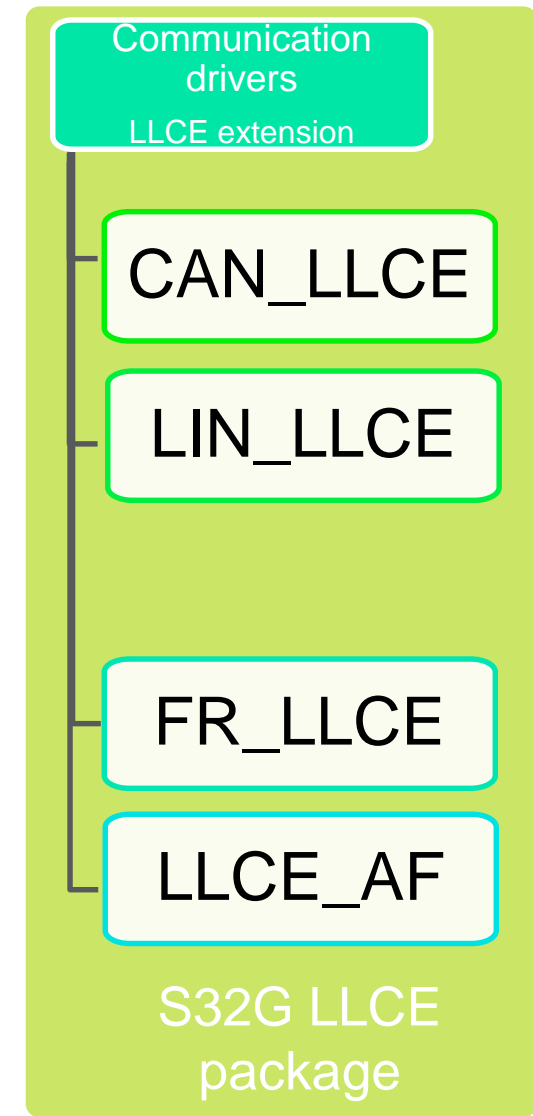 Communication
drivers
LLCE extension
CAN_LLCE
LIN_LLCE
FR_LLCE
LLCE_AF
S32G LLCE
package